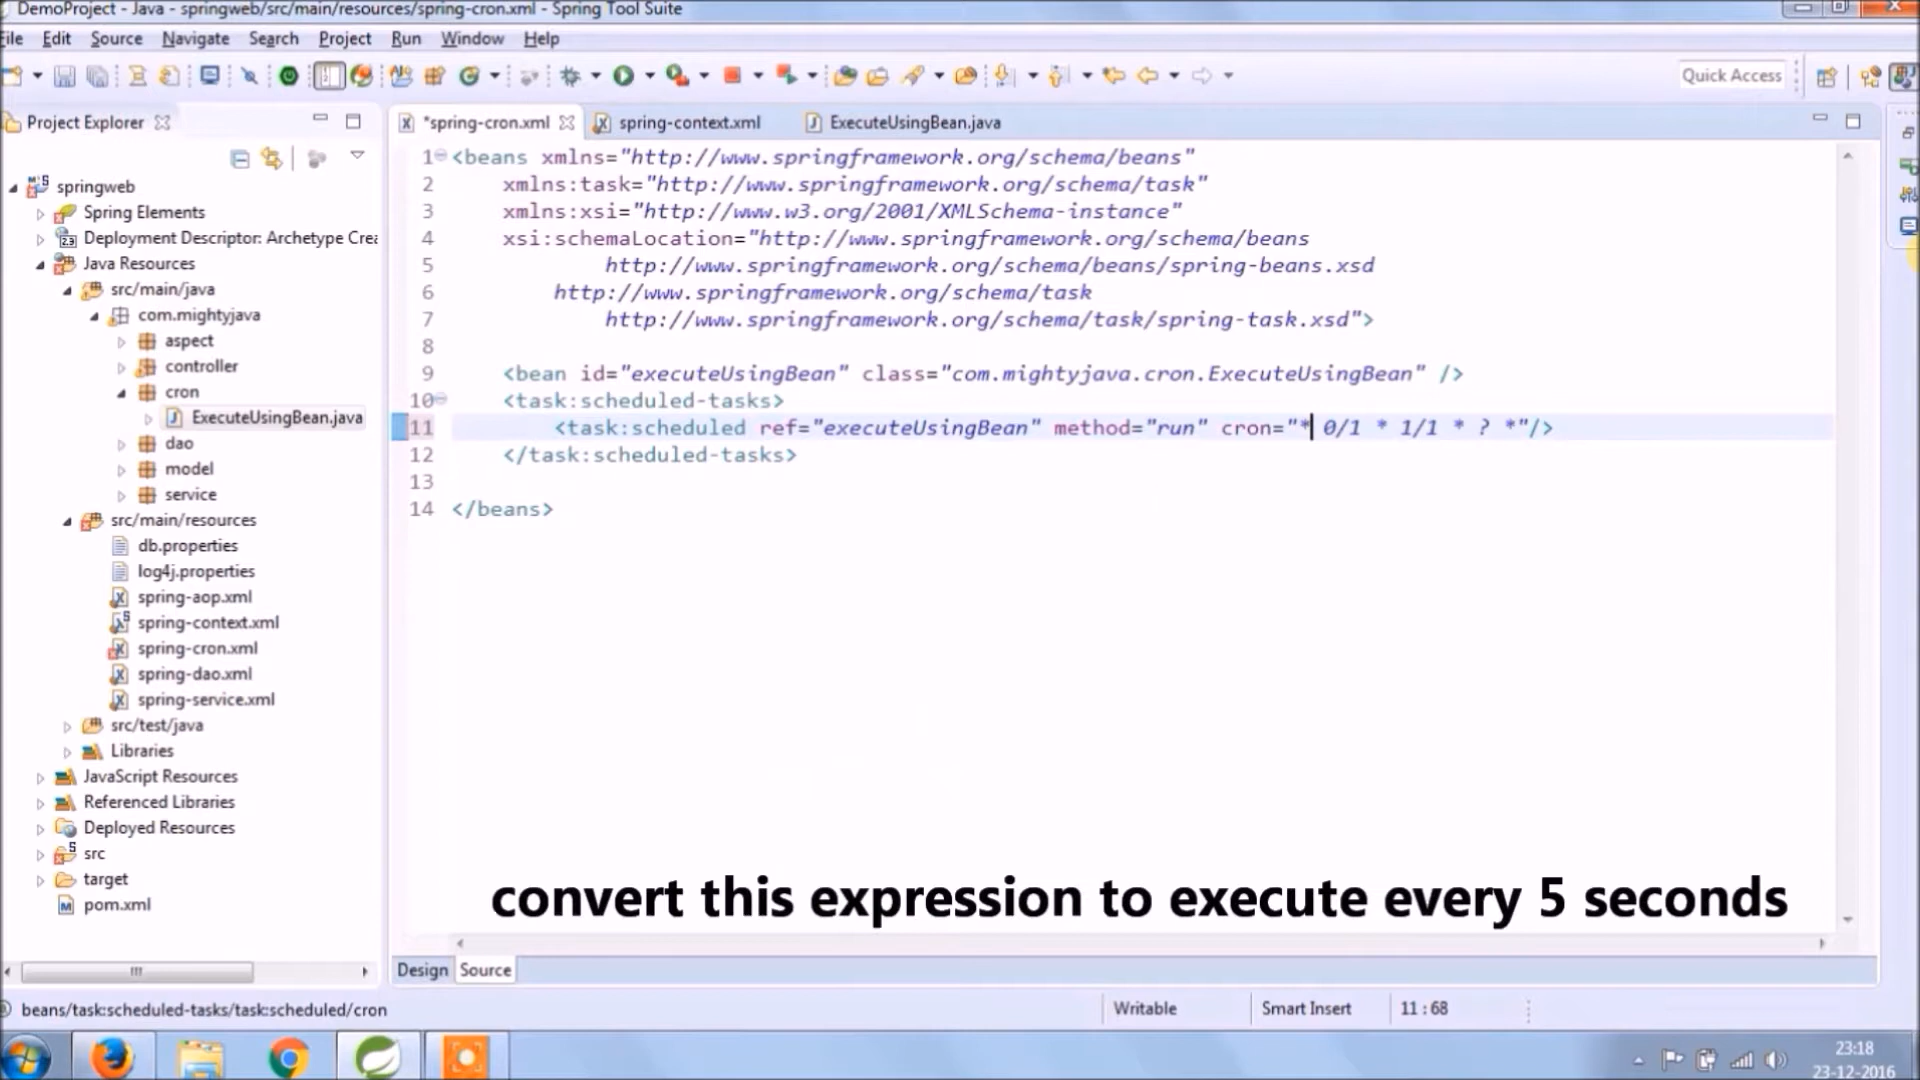 DemoProject - Java - springweb/src/main/resources/spring-cron.xml - Spring Tool Suite
File Edit Source Navigate Search Project Run Window Help
Quick Access
Project Explorer
*spring-cron.xml
spring-context.xml
ExecuteUsingBean.java
springweb
Spring Elements
Deployment Descriptor: Archetype Crea
Java Resources
src/main/java
com.mightyjava
aspect
controller
cron
ExecuteUsingBean.java
dao
model
service
src/main/resources
db.properties
log4j.properties
spring-aop.xml
spring-context.xml
spring-cron.xml
spring-dao.xml
spring-service.xml
src/test/java
Libraries
JavaScript Resources
Referenced Libraries
Deployed Resources
src
target
pom.xml
1 <beans xmlns="http://www.springframework.org/schema/beans"
2 xmlns:task="http://www.springframework.org/schema/task"
3 xmlns:xsi="http://www.w3.org/2001/XMLSchema-instance"
4 xsi:schemaLocation="http://www.springframework.org/schema/beans
5 http://www.springframework.org/schema/beans/spring-beans.xsd
6 http://www.springframework.org/schema/task
7 http://www.springframework.org/schema/task/spring-task.xsd">
8
9 <bean id="executeUsingBean" class="com.mightyjava.cron.ExecuteUsingBean" />
10 <task:scheduled-tasks>
11 <task:scheduled ref="executeUsingBean" method="run" cron="* 0/1 * 1/1 * ? *"/>
12 </task:scheduled-tasks>
13
14 </beans>
convert this expression to execute every 5 seconds
Design Source
beans/task:scheduled-tasks/task:scheduled/cron
Writable
Smart Insert
11 : 68
23:18
23-12-2016